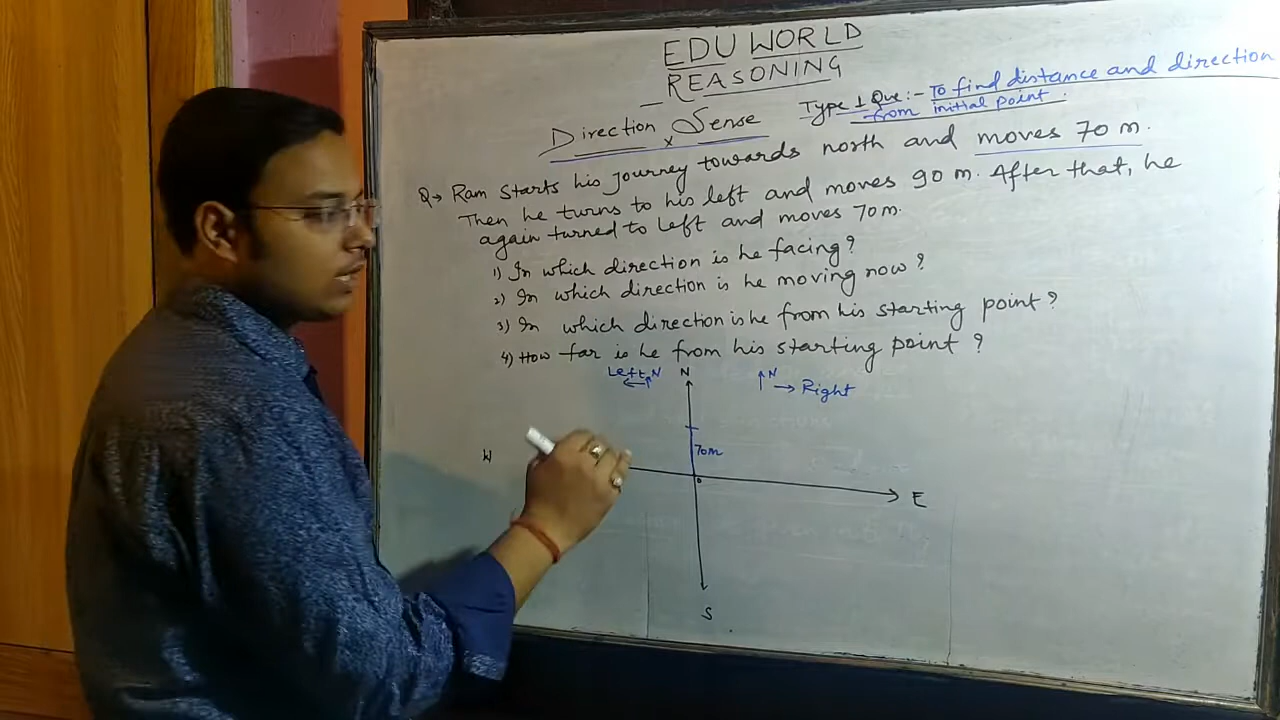 EDU WORLD
REASONING
Direction Sense
Type 1 Que:- To find distance and direction
from initial point.
Q→ Ram starts his journey towards north and moves 70 m.
Then he turns to his left and moves 90 m. After that, he
again turned to left and moves 70m.
1) In which direction is he facing?
2) In which direction is he moving now?
3) In which direction is he from his starting point?
4) How far is he from his starting point?
Left N
N
N
Right
W
70m
0
E
S